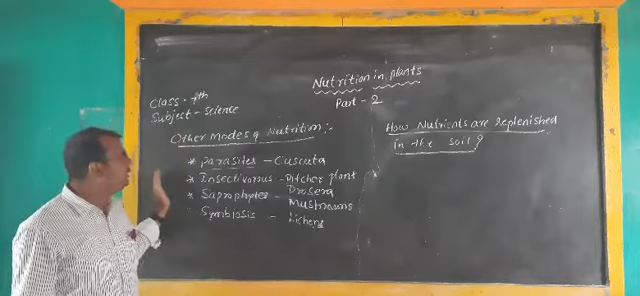 Nutrition in plants
Part - 2
Class - 7th
Subject - Science
Other Modes of Nutrition :-
* Parasites - Cuscuta
* Insectivorus - Pitcher plant
Drosera
* Saprophytes - Mushrooms
Symbiosis - Lichens
How Nutrients are replenished
in the soil?
*